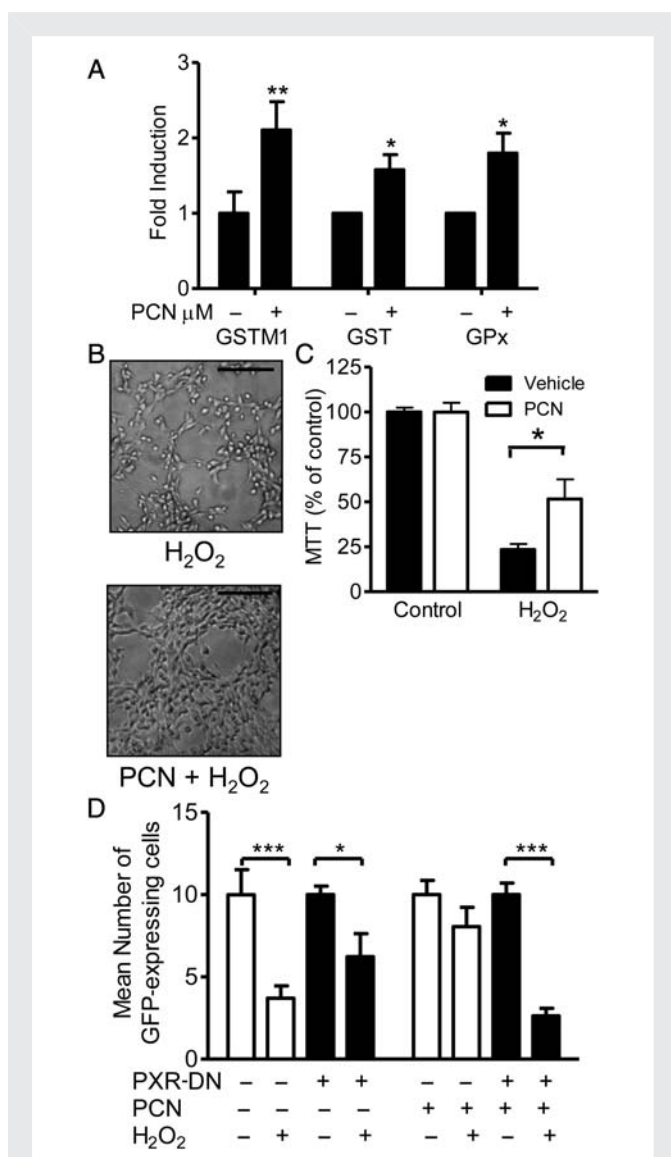 A
Fold Induction
3
2
1
0
**
*
*
PCN μM – + – + – +
GSTM1 GST GPx
B
H₂O₂
PCN + H₂O₂
C
MTT (% of control)
125
100
75
50
25
0
Vehicle
PCN
*
Control H₂O₂
D
Mean Number of
GFP-expressing cells
15
10
5
0
*** * ***
PXR-DN – – + + – – + +
PCN – – – – + + + +
H₂O₂ – + – + – + – +